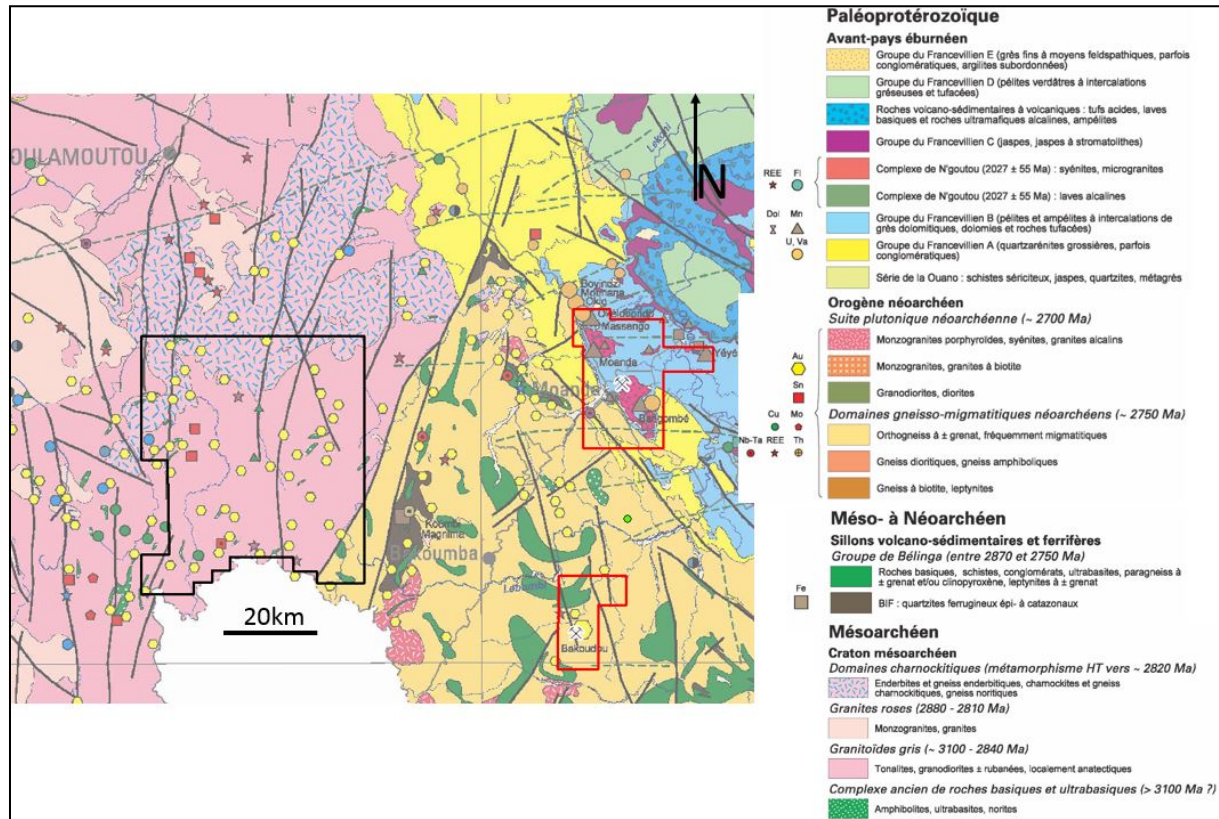 OULAMOUTOU
Lekoni
N
Boyindzi
Mounana
Okio
Okelobondo
Massengo
Moanda
Yéyé
Moanda
Bangombé
Koumbi
Magnima
Bakoumba
Lebombi
Bakoudou
20km
Paléoprotérozoïque
Avant-pays éburnéen
Groupe du Francevillien E (grès fins à moyens feldspathiques, parfois
conglomératiques, argilites subordonnées)
Groupe du Francevillien D (pélites verdâtres à intercalations
gréseuses et tufacées)
Roches volcano-sédimentaires à volcaniques : tufs acides, laves
basiques et roches ultramafiques alcalines, ampélites
Groupe du Francevillien C (jaspes, jaspes à stromatolithes)
REE Fl
Complexe de N'goutou (2027 ± 55 Ma) : syénites, microgranites
Complexe de N'goutou (2027 ± 55 Ma) : laves alcalines
Dol Mn
U, Va
Groupe du Francevillien B (pélites et ampélites à intercalations de
grès dolomitiques, dolomies et roches tufacées)
Groupe du Francevillien A (quartzarénites grossières, parfois
conglomératiques)
Série de la Ouano : schistes sériciteux, jaspes, quartzites, métagrès
Orogène néoarchéen
Suite plutonique néoarchéenne (~ 2700 Ma)
Monzogranites porphyroïdes, syénites, granites alcalins
Au
Monzogranites, granites à biotite
Sn
Granodiorites, diorites
Cu Mo
Domaines gneisso-migmatitiques néoarchéens (~ 2750 Ma)
Nb-Ta REE Th
Orthogneiss à ± grenat, fréquemment migmatitiques
Gneiss dioritiques, gneiss amphiboliques
Gneiss à biotite, leptynites
Méso- à Néoarchéen
Sillons volcano-sédimentaires et ferrifères
Groupe de Bélinga (entre 2870 et 2750 Ma)
Roches basiques, schistes, conglomérats, ultrabasites, paragneiss à
± grenat et/ou clinopyroxène, leptynites à ± grenat
Fe
BIF : quartzites ferrugineux épi- à catazonaux
Mésoarchéen
Craton mésoarchéen
Domaines charnockitiques (métamorphisme HT vers ~ 2820 Ma)
Enderbites et gneiss enderbitiques, charnockites et gneiss
charnockitiques, gneiss noritiques
Granites roses (2880 - 2810 Ma)
Monzogranites, granites
Granitoïdes gris (~ 3100 - 2840 Ma)
Tonalites, granodiorites ± rubanées, localement anatectiques
Complexe ancien de roches basiques et ultrabasiques (> 3100 Ma ?)
Amphibolites, ultrabasites, norites